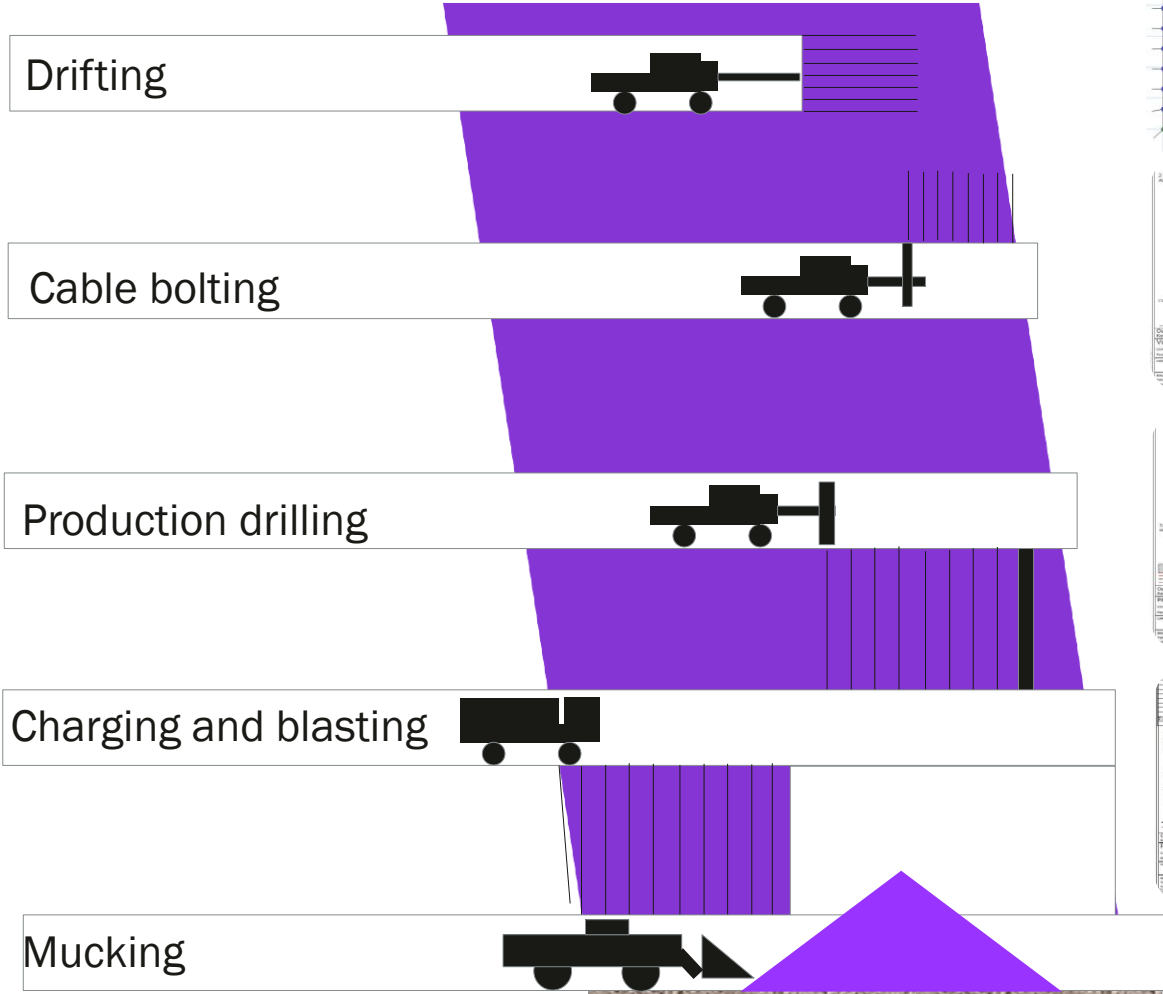 Drifting
Cable bolting
Production drilling
Charging and blasting
Mucking